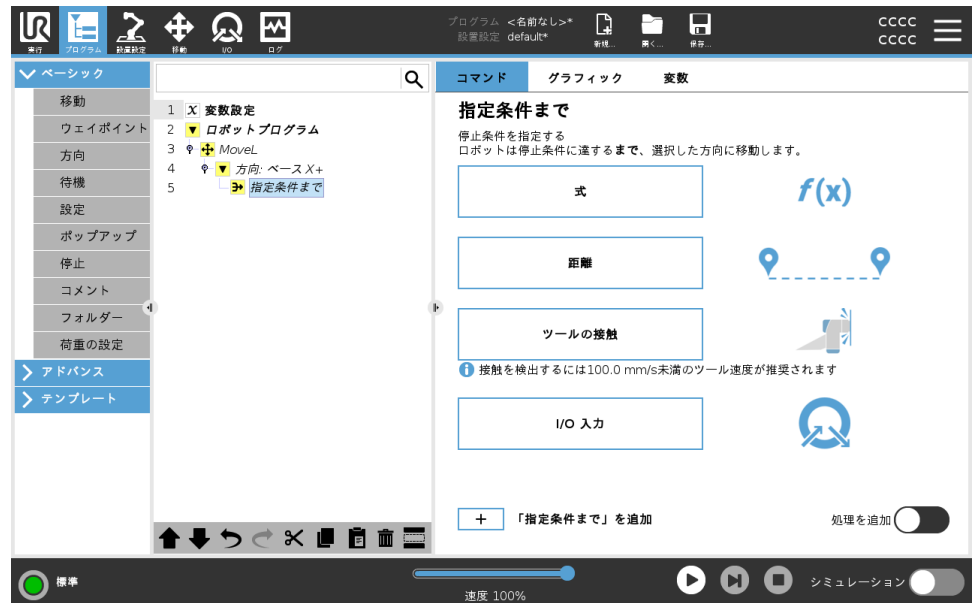 実行
プログラム
設置設定
移動
I/O
ログ
プログラム <名前なし>*
設置設定 default*
新規...
開く...
保存...
CCCC
CCCC
ベーシック
移動
ウェイポイント
方向
待機
設定
ポップアップ
停止
コメント
フォルダー
荷重の設定
アドバンス
テンプレート
1 X 変数設定
2 ロボットプログラム
3 MoveL
4 方向: ベース X+
5 指定条件まで
コマンド グラフィック 変数
指定条件まで
停止条件を指定する
ロボットは停止条件に達するまで、選択した方向に移動します。
式
f(x)
距離
ツールの接触
接触を検出するには100.0 mm/s未満のツール速度が推奨されます
I/O 入力
+ 「指定条件まで」を追加
処理を追加
標準
速度 100%
シミュレーション